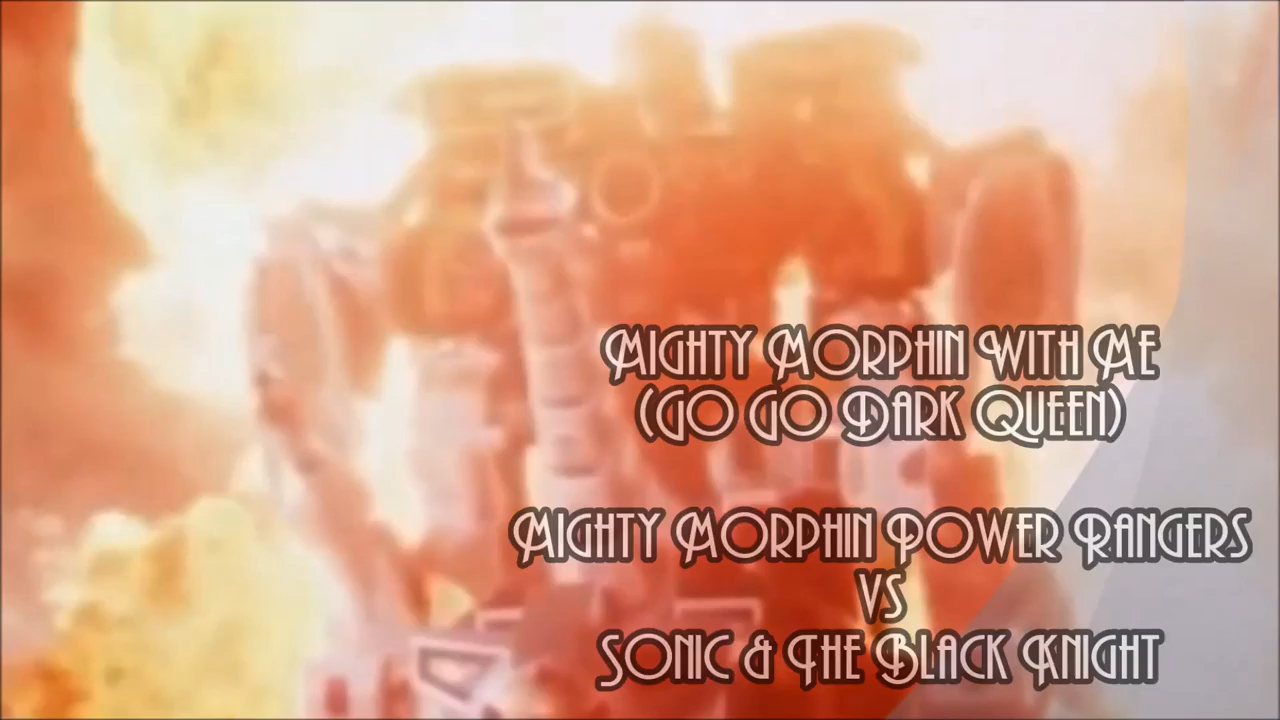 Mighty Morphin With Me
(Go Go Dark Queen)
Mighty Morphin Power Rangers
vs
Sonic & The Black Knight